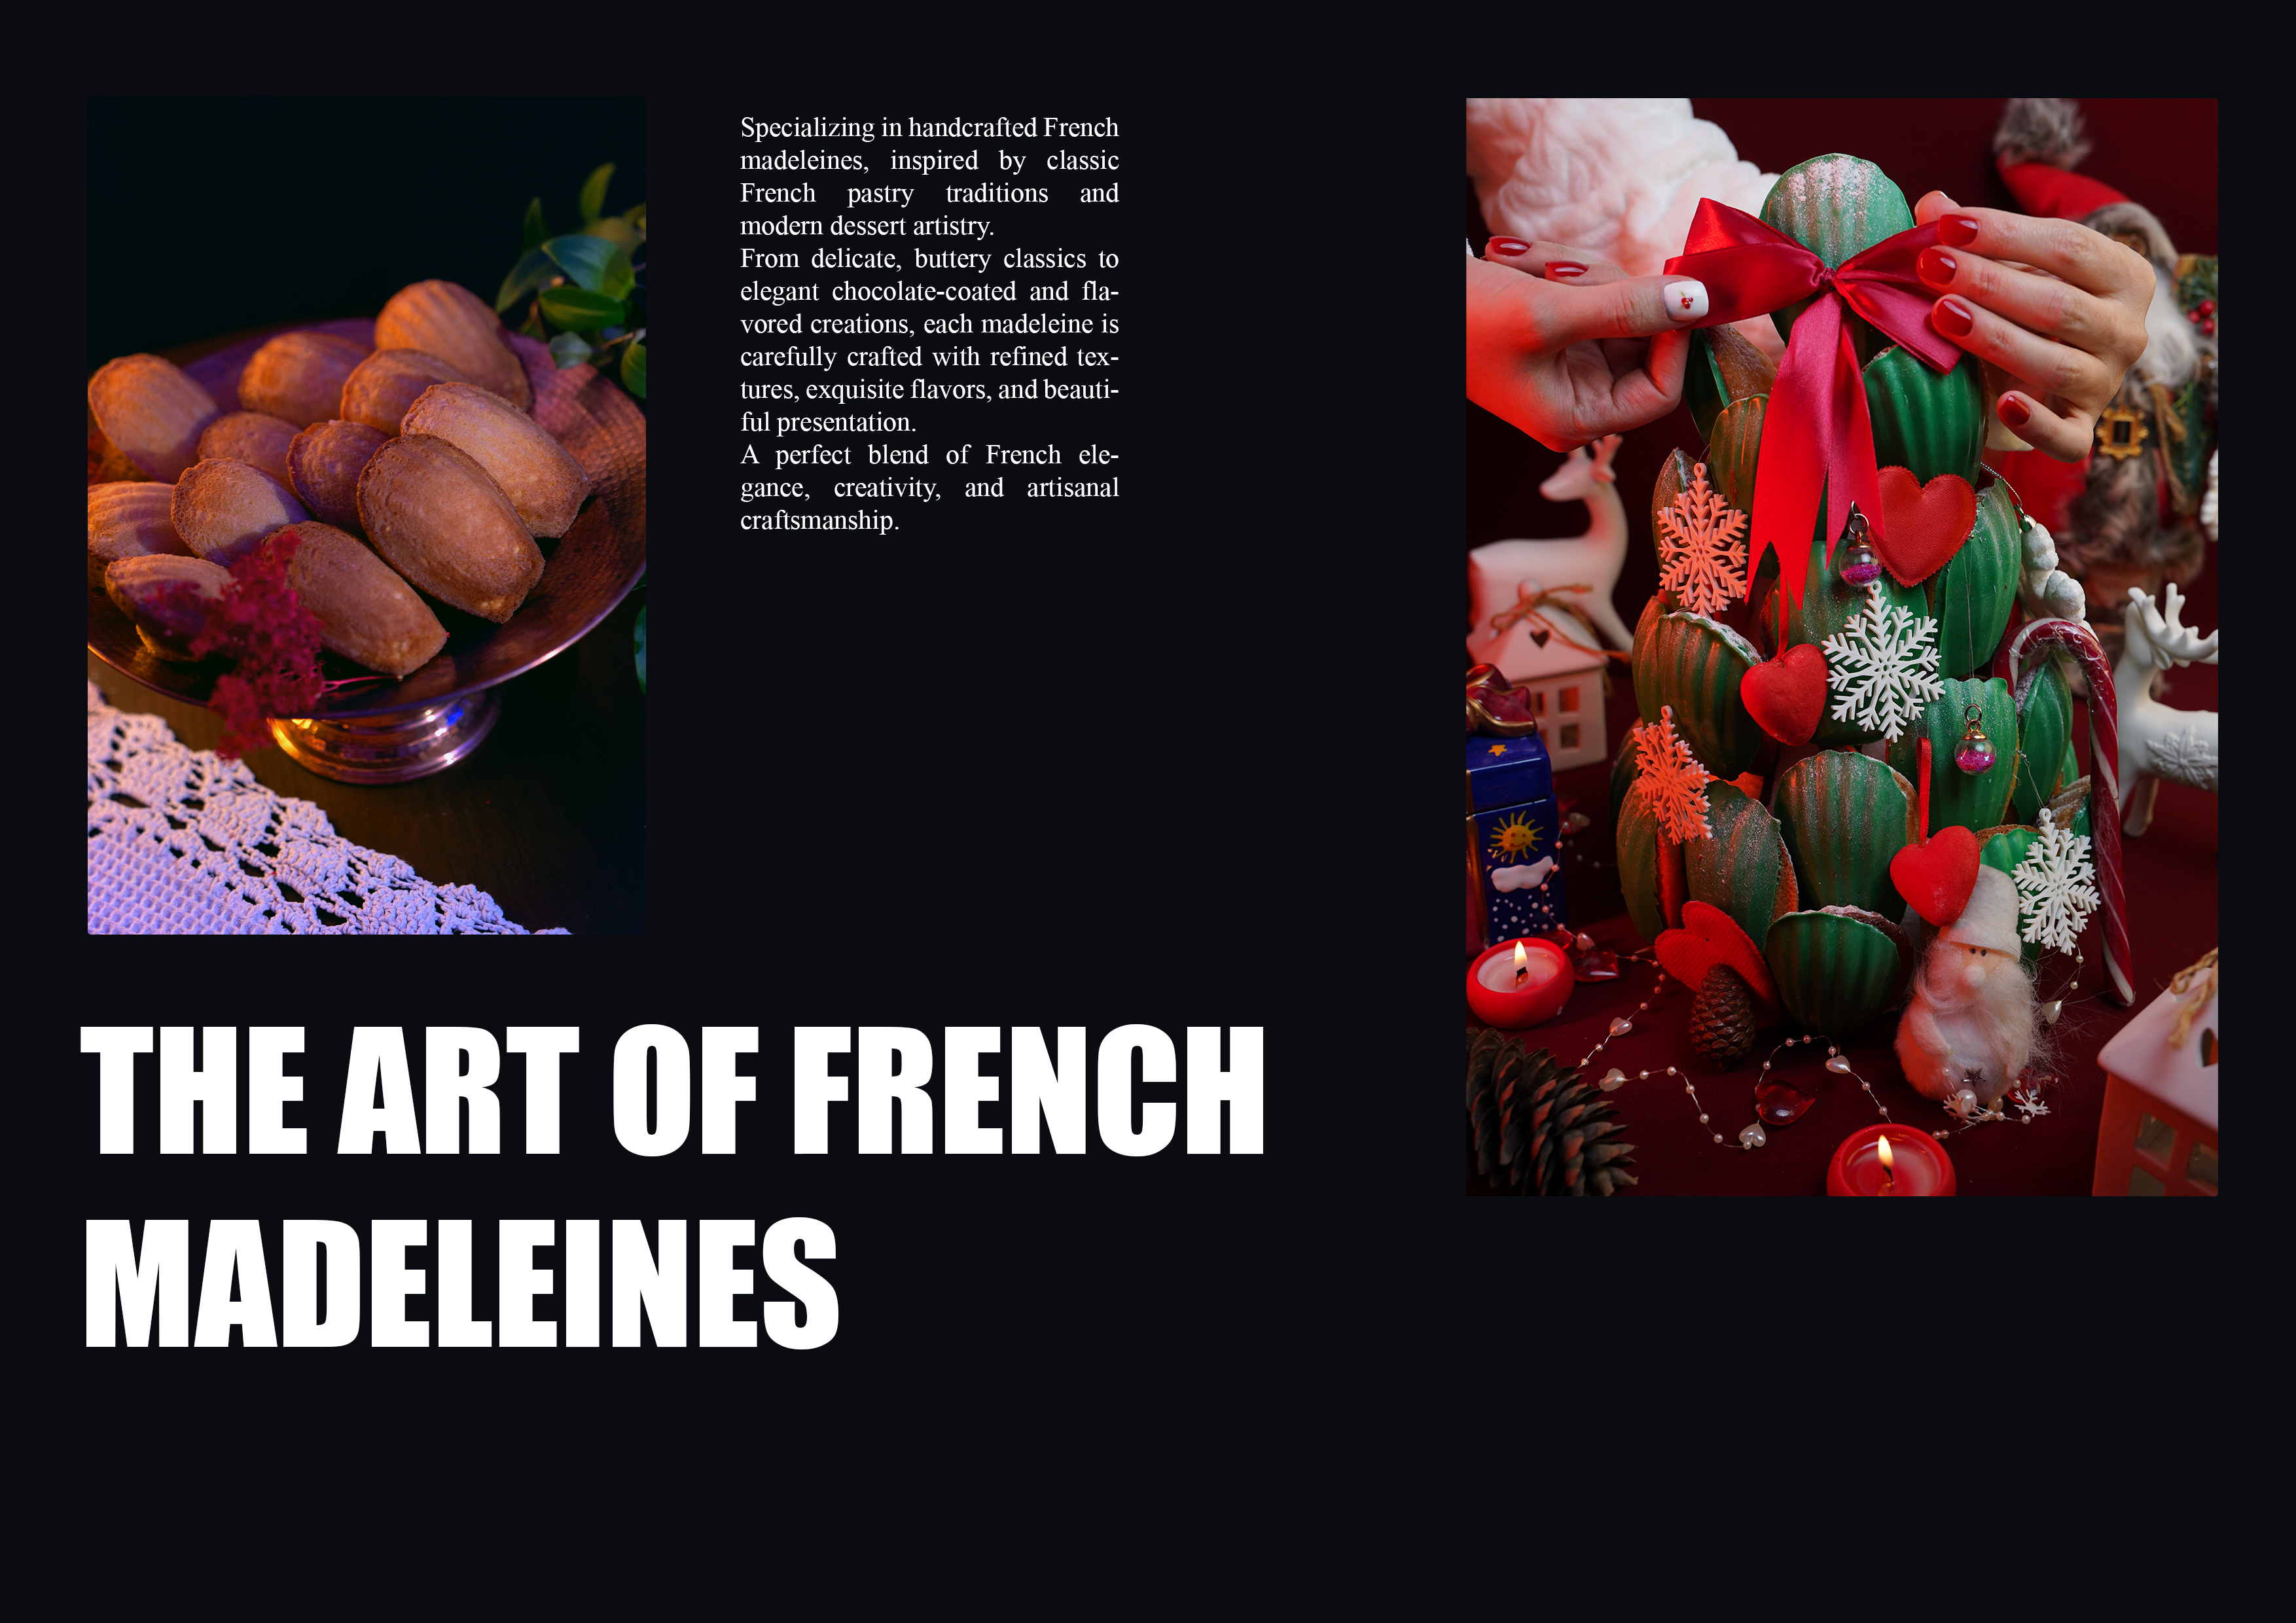 Specializing in handcrafted French
madeleines, inspired by classic
French pastry traditions and
modern dessert artistry.
From delicate, buttery classics to
elegant chocolate-coated and fla-
vored creations, each madeleine is
carefully crafted with refined tex-
tures, exquisite flavors, and beauti-
ful presentation.
A perfect blend of French ele-
gance, creativity, and artisanal
craftsmanship.
THE ART OF FRENCH
MADELEINES